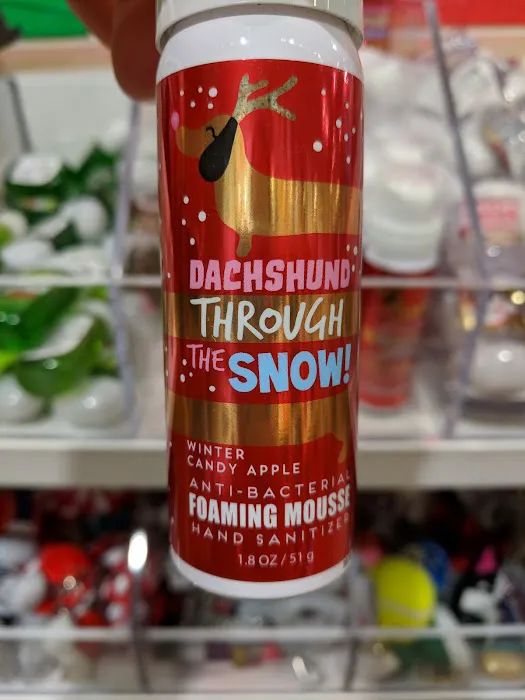 DACHSHUND
THROUGH
THE SNOW!
WINTER
CANDY APPLE
ANTI-BACTERIAL
FOAMING MOUSSE
HAND SANITIZER
1.8 OZ / 51 g